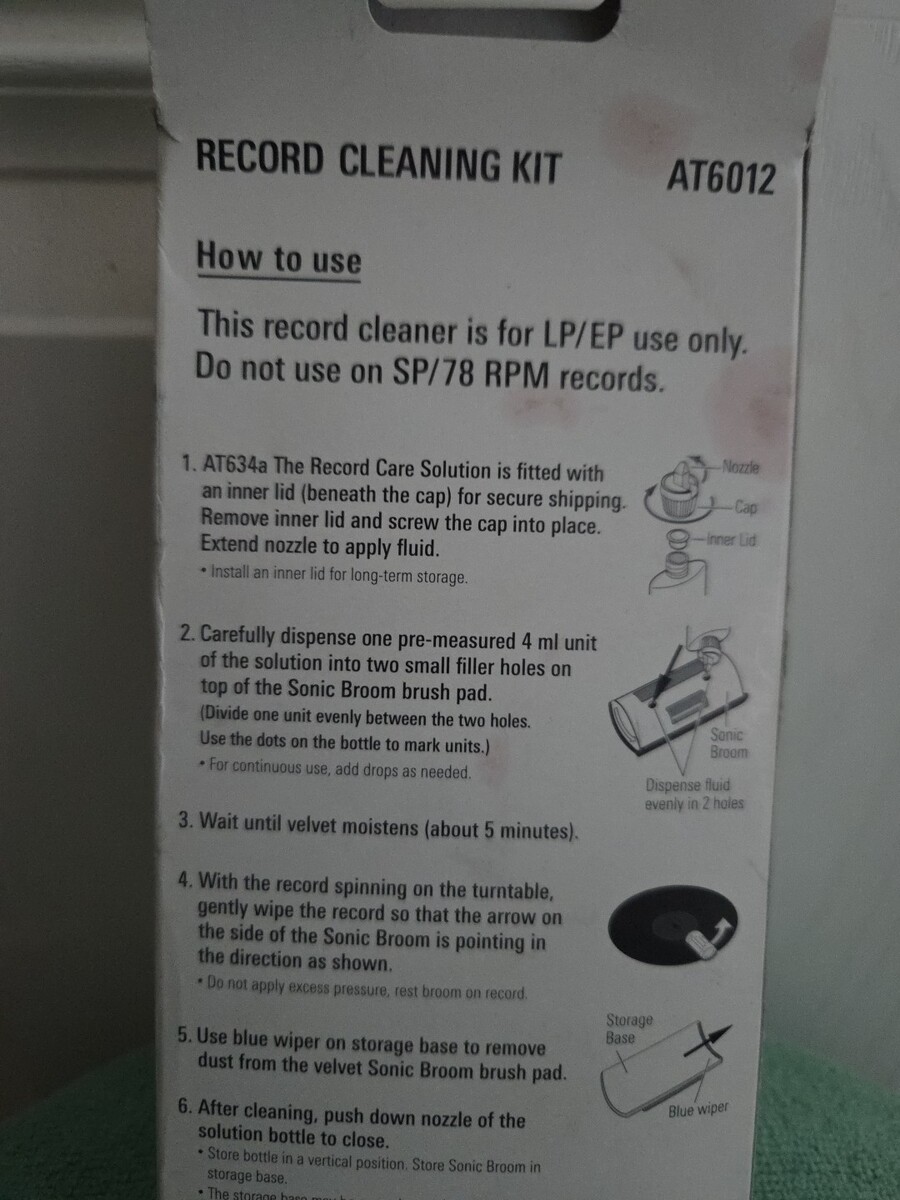 RECORD CLEANING KIT AT6012
How to use
This record cleaner is for LP/EP use only.
Do not use on SP/78 RPM records.
1. AT634a The Record Care Solution is fitted with
an inner lid (beneath the cap) for secure shipping.
Remove inner lid and screw the cap into place.
Extend nozzle to apply fluid.
• Install an inner lid for long-term storage.
Nozzle
Cap
Inner Lid
2. Carefully dispense one pre-measured 4 ml unit
of the solution into two small filler holes on
top of the Sonic Broom brush pad.
(Divide one unit evenly between the two holes.
Use the dots on the bottle to mark units.)
• For continuous use, add drops as needed.
Sonic
Broom
Dispense fluid
evenly in 2 holes
3. Wait until velvet moistens (about 5 minutes).
4. With the record spinning on the turntable,
gently wipe the record so that the arrow on
the side of the Sonic Broom is pointing in
the direction as shown.
• Do not apply excess pressure, rest broom on record.
5. Use blue wiper on storage base to remove
dust from the velvet Sonic Broom brush pad.
Storage
Base
Blue wiper
6. After cleaning, push down nozzle of the
solution bottle to close.
• Store bottle in a vertical position. Store Sonic Broom in
storage base.
• The storage base may